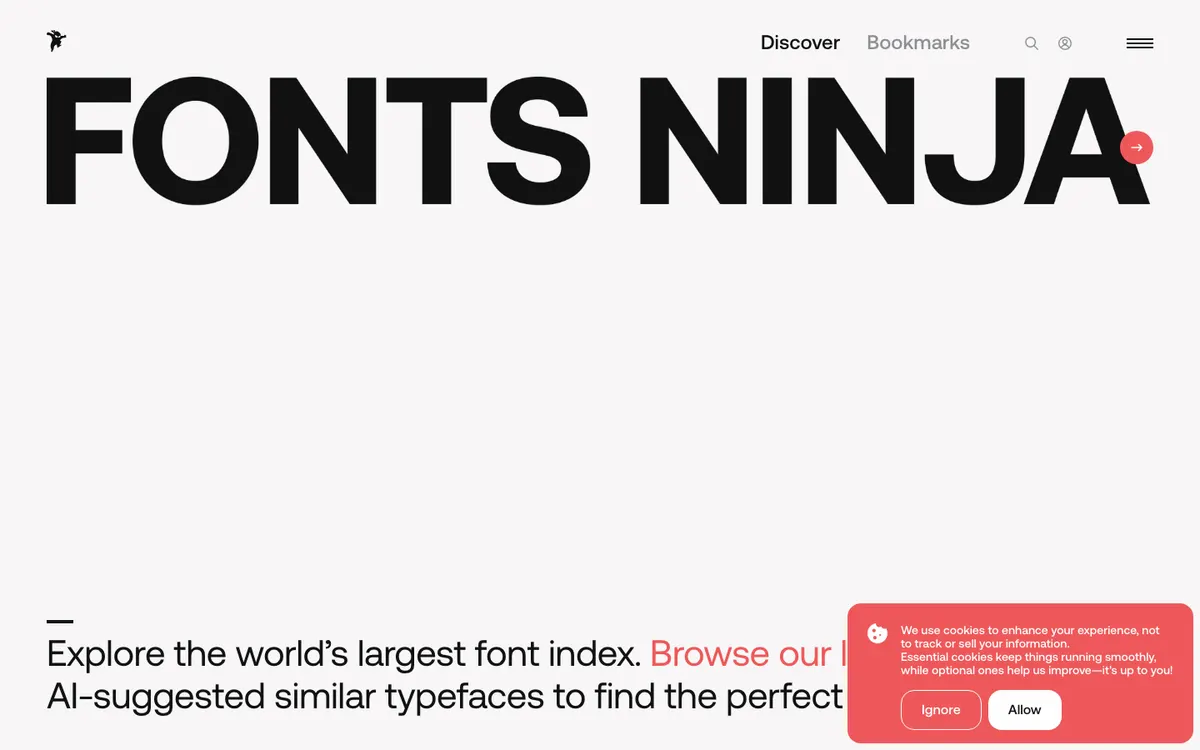 Discover Bookmarks
FONTS NINJA
Explore the world’s largest font index. Browse our
AI-suggested similar typefaces to find the perfect
We use cookies to enhance your experience, not
to track or sell your information.
Essential cookies keep things running smoothly,
while optional ones help us improve—it's up to you!
Ignore Allow